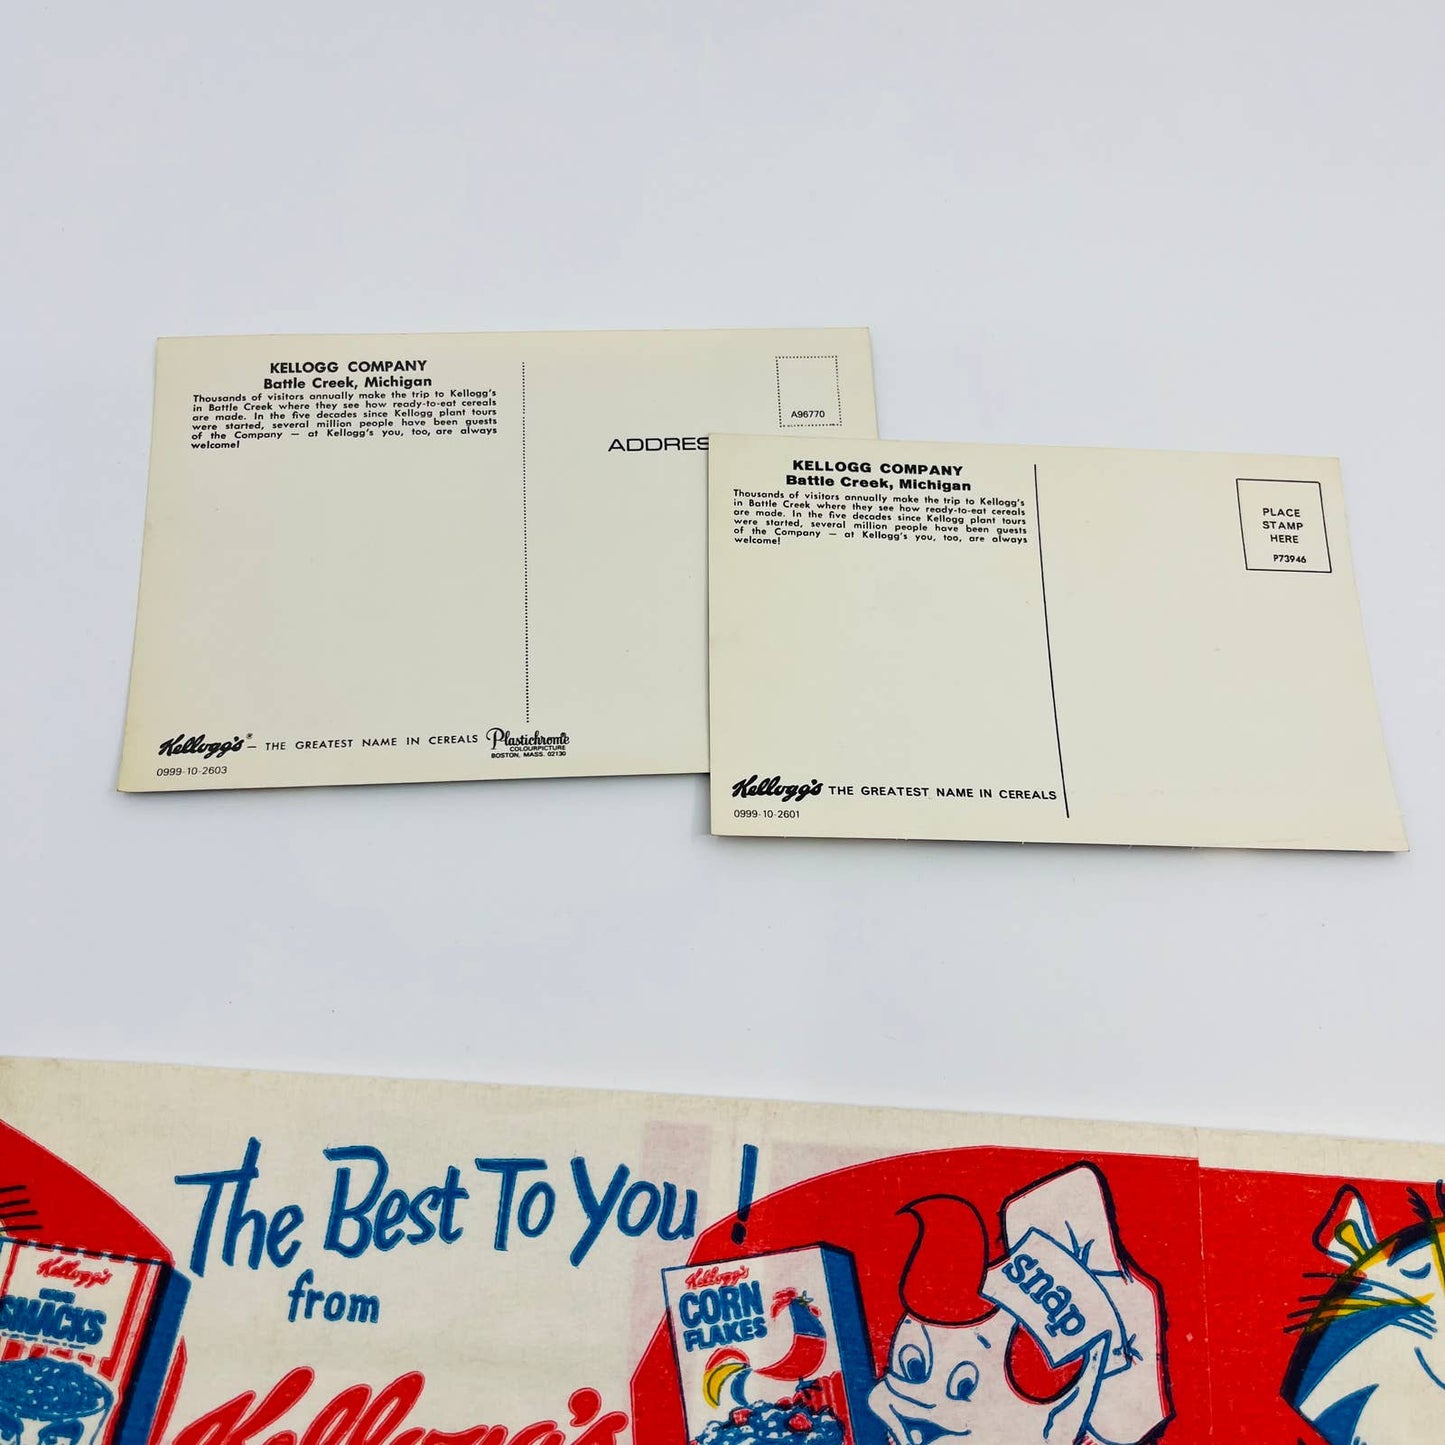 KELLOGG COMPANY
Battle Creek, Michigan
Thousands of visitors annually make the trip to Kellogg's
in Battle Creek where they see how ready-to-eat cereals
are made. In the five decades since Kellogg plant tours
were started, several million people have been guests
of the Company — at Kellogg's you, too, are always
welcome!
A96770
ADDRES
Kellogg's® — THE GREATEST NAME IN CEREALS
Plastichrome®
COLOURPICTURE
BOSTON, MASS. 02130
0999-10-2603
KELLOGG COMPANY
Battle Creek, Michigan
Thousands of visitors annually make the trip to Kellogg's
in Battle Creek where they see how ready-to-eat cereals
are made. In the five decades since Kellogg plant tours
were started, several million people have been guests
of the Company — at Kellogg's you, too, are always
welcome!
PLACE
STAMP
HERE
P73946
Kellogg's THE GREATEST NAME IN CEREALS
0999-10-2601
The Best To You!
from
Kellogg's
Kellogg's
SMACKS
Kellogg's
CORN
FLAKES
Snap